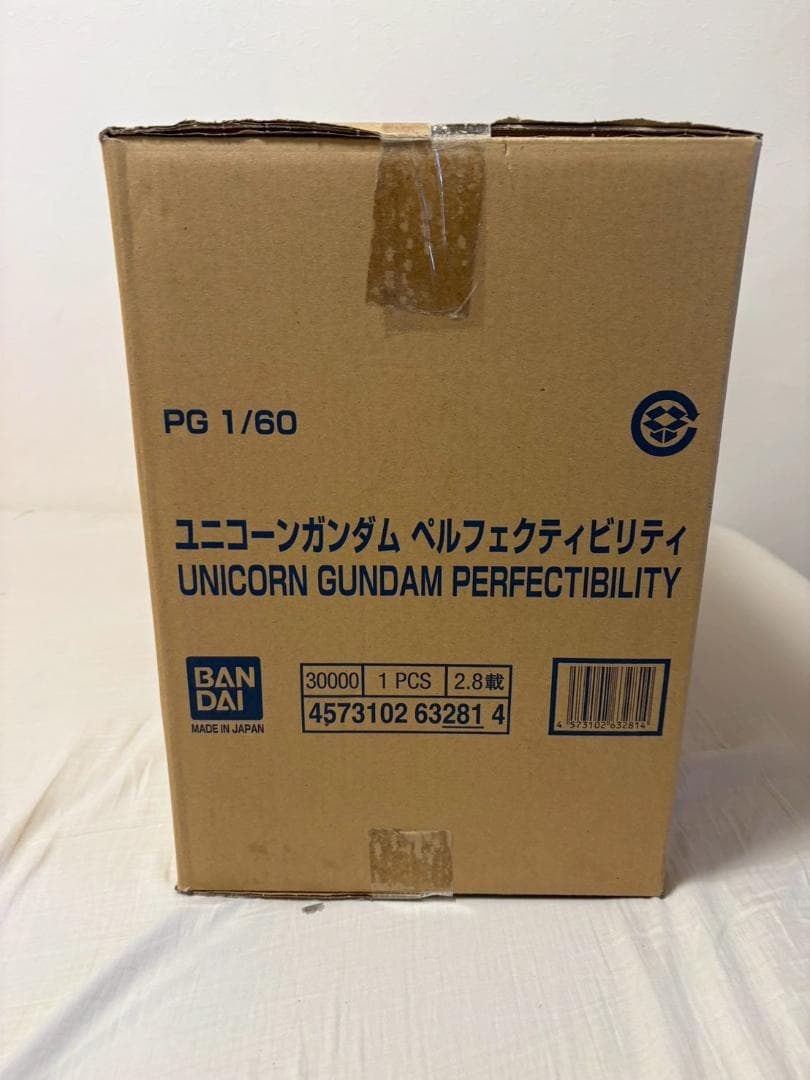 PG 1/60
ユニコーンガンダム ペルフェクティビリティ
UNICORN GUNDAM PERFECTIBILITY
BAN
DAI
MADE IN JAPAN
30000 1 PCS 2.8載
4573102 63281 4
4 573102 632814